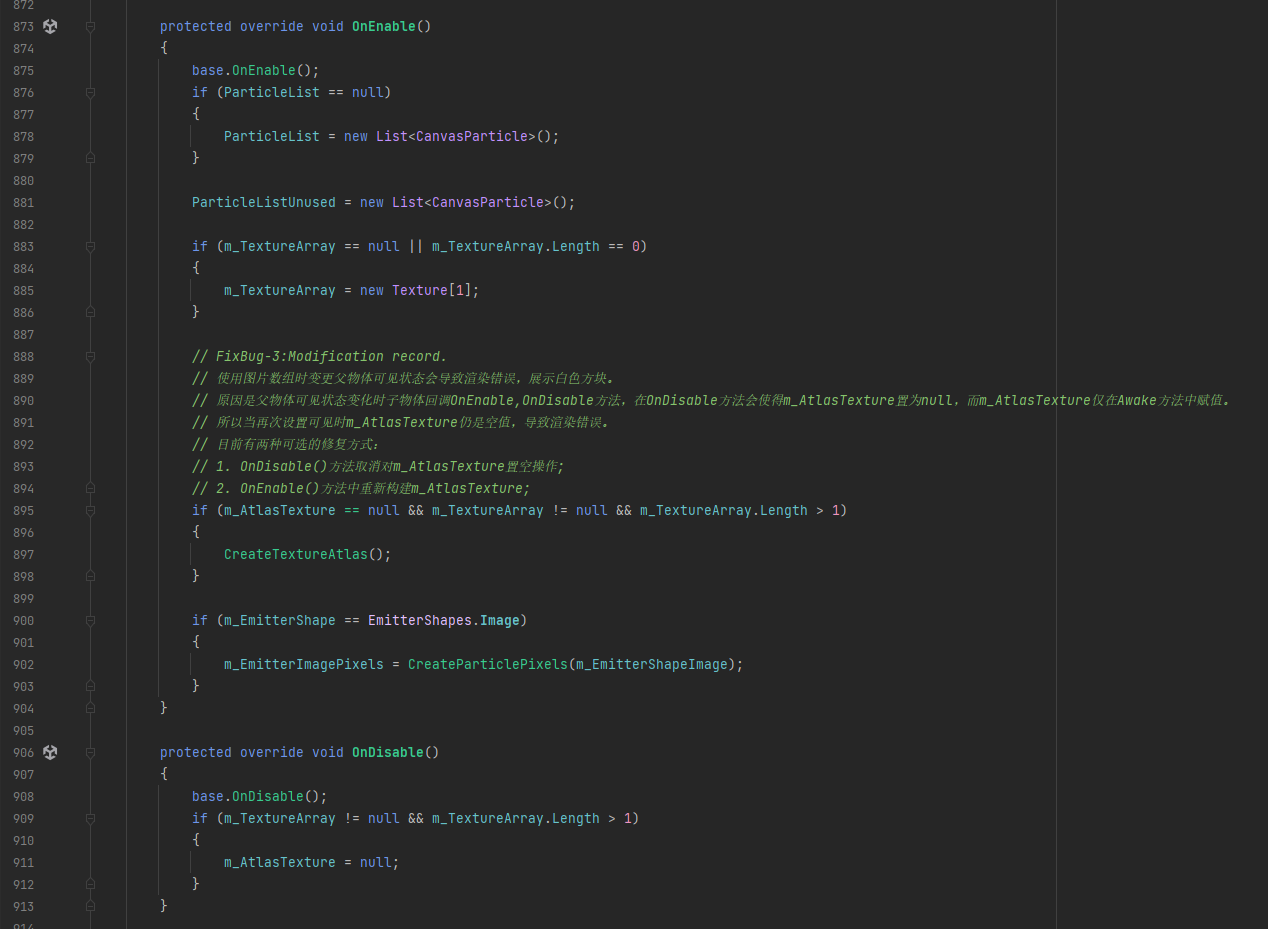 872
873 protected override void OnEnable()
874 {
875 base.OnEnable();
876 if (ParticleList == null)
877 {
878 ParticleList = new List<CanvasParticle>();
879 }
880
881 ParticleListUnused = new List<CanvasParticle>();
882
883 if (m_TextureArray == null || m_TextureArray.Length == 0)
884 {
885 m_TextureArray = new Texture[1];
886 }
887
888 // FixBug-3:Modification record.
889 // 使用图片数组时变更父物体可见状态会导致渲染错误，展示白色方块。
890 // 原因是父物体可见状态变化时子物体回调OnEnable,OnDisable方法，在OnDisable方法会使得m_AtlasTexture置为null，而m_AtlasTexture仅在Awake方法中赋值。
891 // 所以当再次设置可见时m_AtlasTexture仍是空值，导致渲染错误。
892 // 目前有两种可选的修复方式：
893 // 1. OnDisable()方法取消对m_AtlasTexture置空操作;
894 // 2. OnEnable()方法中重新构建m_AtlasTexture;
895 if (m_AtlasTexture == null && m_TextureArray != null && m_TextureArray.Length > 1)
896 {
897 CreateTextureAtlas();
898 }
899
900 if (m_EmitterShape == EmitterShapes.Image)
901 {
902 m_EmitterImagePixels = CreateParticlePixels(m_EmitterShapeImage);
903 }
904 }
905
906 protected override void OnDisable()
907 {
908 base.OnDisable();
909 if (m_TextureArray != null && m_TextureArray.Length > 1)
910 {
911 m_AtlasTexture = null;
912 }
913 }
914